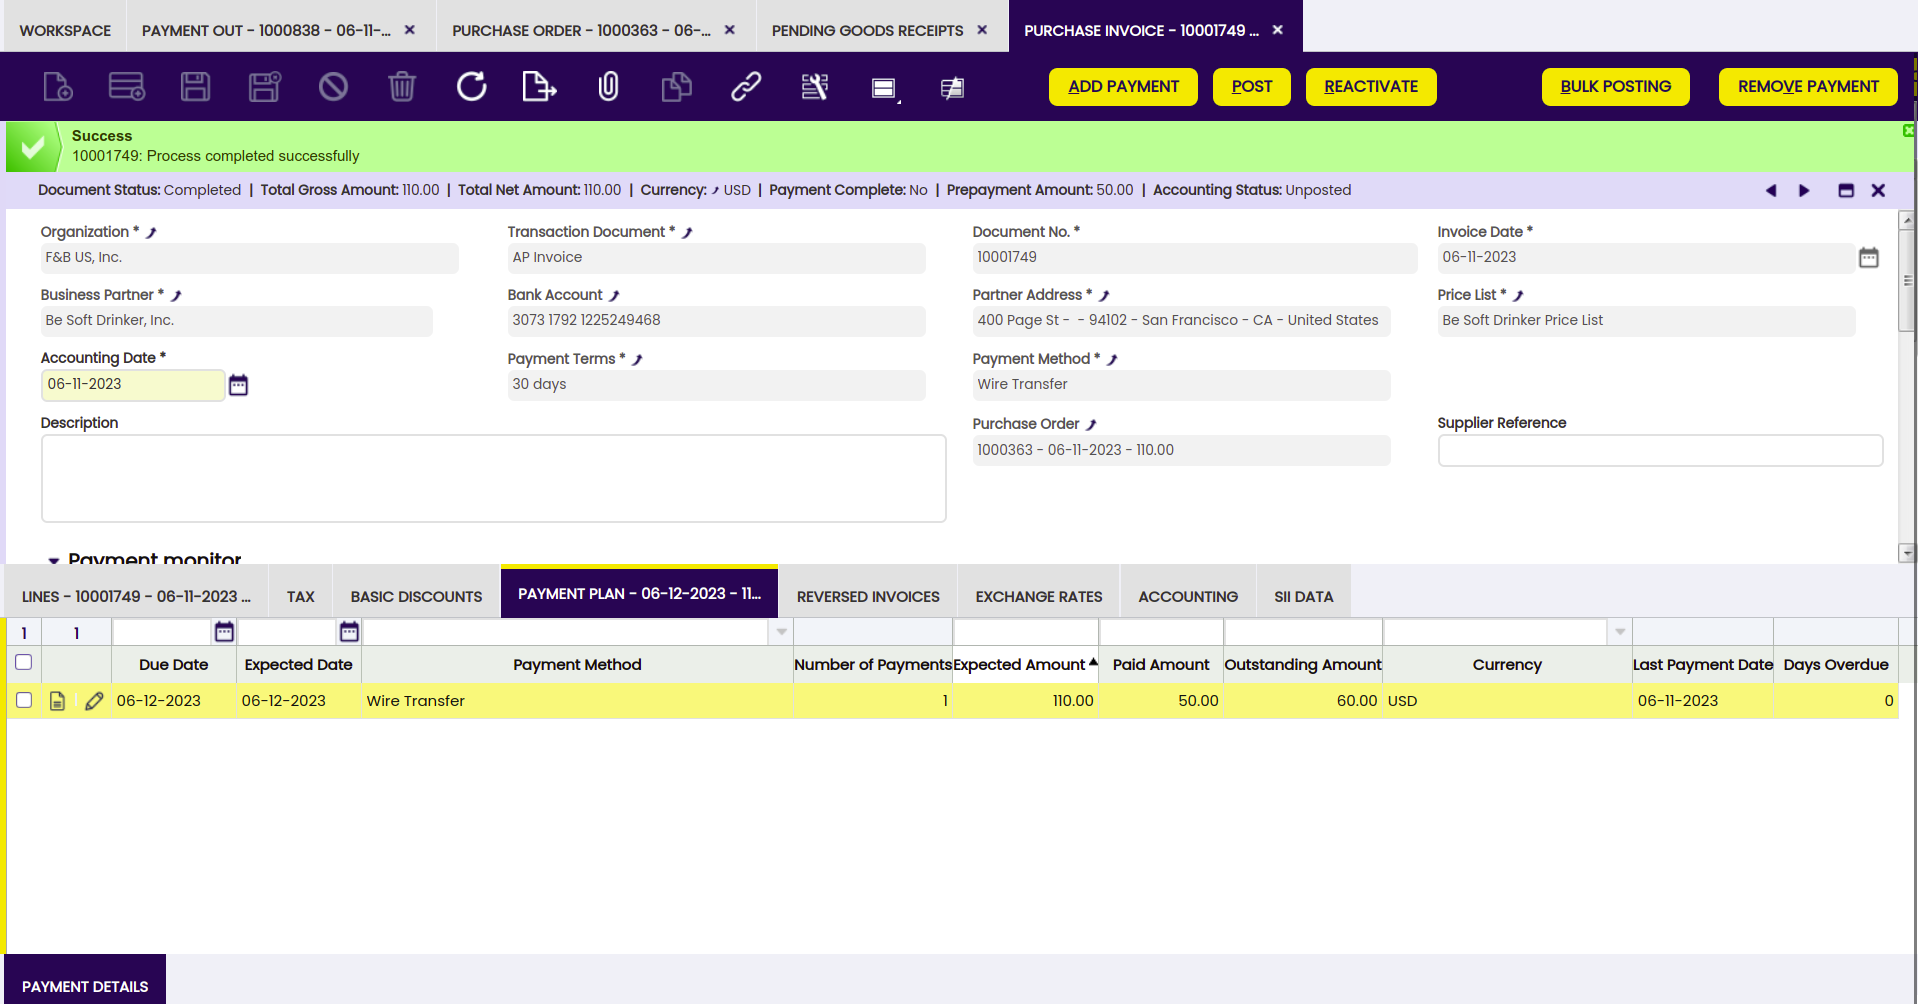 WORKSPACE
PAYMENT OUT - 1000838 - 06-11-...
PURCHASE ORDER - 1000363 - 06-...
PENDING GOODS RECEIPTS
PURCHASE INVOICE - 10001749 ...
ADD PAYMENT
POST
REACTIVATE
BULK POSTING
REMOVE PAYMENT
Success
10001749: Process completed successfully
Document Status: Completed | Total Gross Amount: 110.00 | Total Net Amount: 110.00 | Currency: USD | Payment Complete: No | Prepayment Amount: 50.00 | Accounting Status: Unposted
Organization *
Transaction Document *
Document No. *
Invoice Date *
F&B US, Inc.
AP Invoice
10001749
06-11-2023
Business Partner *
Bank Account
Partner Address *
Price List *
Be Soft Drinker, Inc.
3073 1792 1225249468
400 Page St - - 94102 - San Francisco - CA - United States
Be Soft Drinker Price List
Accounting Date *
Payment Terms *
Payment Method *
06-11-2023
30 days
Wire Transfer
Description
Purchase Order
Supplier Reference
1000363 - 06-11-2023 - 110.00
Payment monitor
LINES - 10001749 - 06-11-2023 ...
TAX
BASIC DISCOUNTS
PAYMENT PLAN - 06-12-2023 - 11...
REVERSED INVOICES
EXCHANGE RATES
ACCOUNTING
SII DATA
1 1
Due Date
Expected Date
Payment Method
Number of Payments
Expected Amount
Paid Amount
Outstanding Amount
Currency
Last Payment Date
Days Overdue
06-12-2023
06-12-2023
Wire Transfer
1
110.00
50.00
60.00
USD
06-11-2023
0
PAYMENT DETAILS